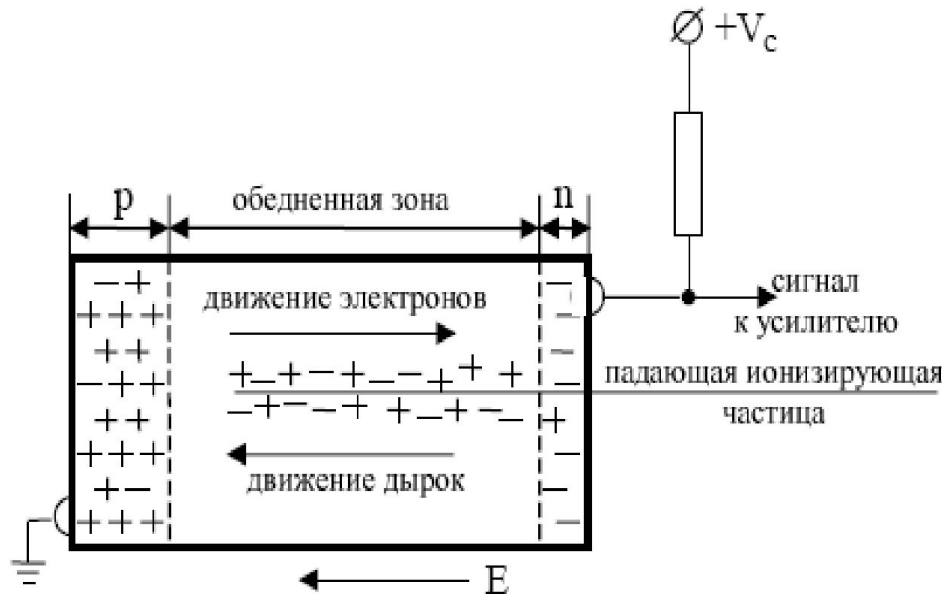 +Vc
p
обедненная зона
n
движение электронов
сигнал
к усилителю
падающая ионизирующая
частица
движение дырок
E